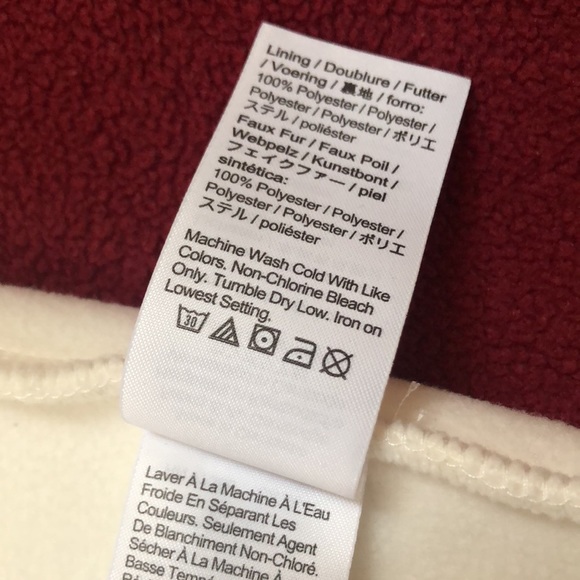 Lining / Doublure / Futter
/ Voering / 裏地 / forro:
100% Polyester / Polyester /
Polyester / Polyester / ポリエ
ステル / poliéster
Faux Fur / Faux Poil /
Webpelz / Kunstbont /
フェイクファー / piel
sintética:
100% Polyester / Polyester /
Polyester / Polyester / ポリエ
ステル / poliéster
Machine Wash Cold With Like
Colors. Non-Chlorine Bleach
Only. Tumble Dry Low. Iron on
Lowest Setting.
30
Laver À La Machine À L'Eau
Froide En Séparant Les
Couleurs. Seulement Agent
De Blanchiment Non-Chloré.
Sécher À La Machine À
Basse